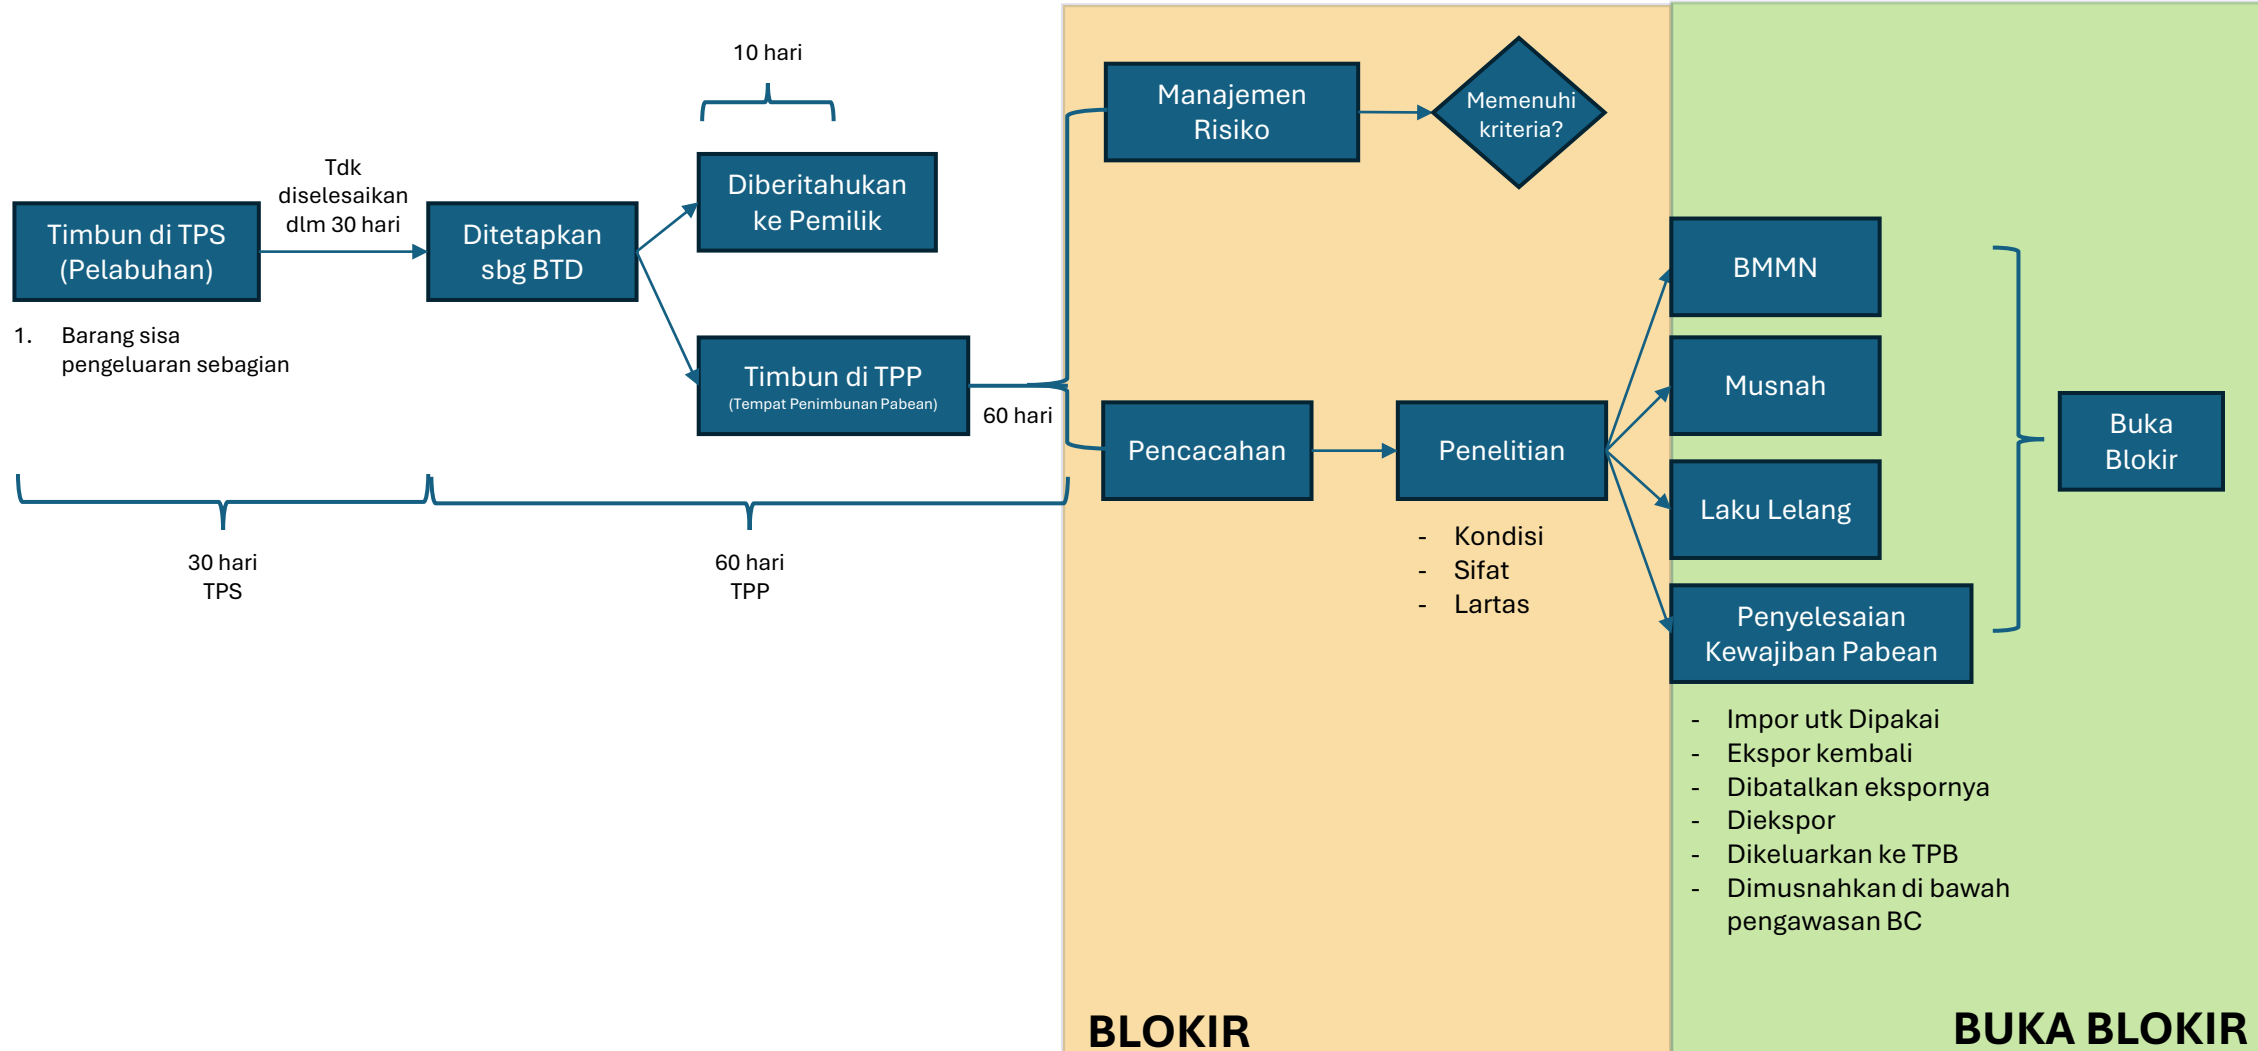 10 hari
Tdk
diselesaikan
dlm 30 hari
Timbun di TPS
(Pelabuhan)
1. Barang sisa
pengeluaran sebagian
Ditetapkan
sbg BTD
Diberitahukan
ke Pemilik
Timbun di TPP
(Tempat Penimbunan Pabean)
60 hari
30 hari
TPS
60 hari
TPP
Manajemen
Risiko
Memenuhi
kriteria?
Pencacahan
Penelitian
- Kondisi
- Sifat
- Lartas
BMMN
Musnah
Laku Lelang
Penyelesaian
Kewajiban Pabean
- Impor utk Dipakai
- Ekspor kembali
- Dibatalkan ekspornya
- Diekspor
- Dikeluarkan ke TPB
- Dimusnahkan di bawah
pengawasan BC
Buka
Blokir
BLOKIR
BUKA BLOKIR